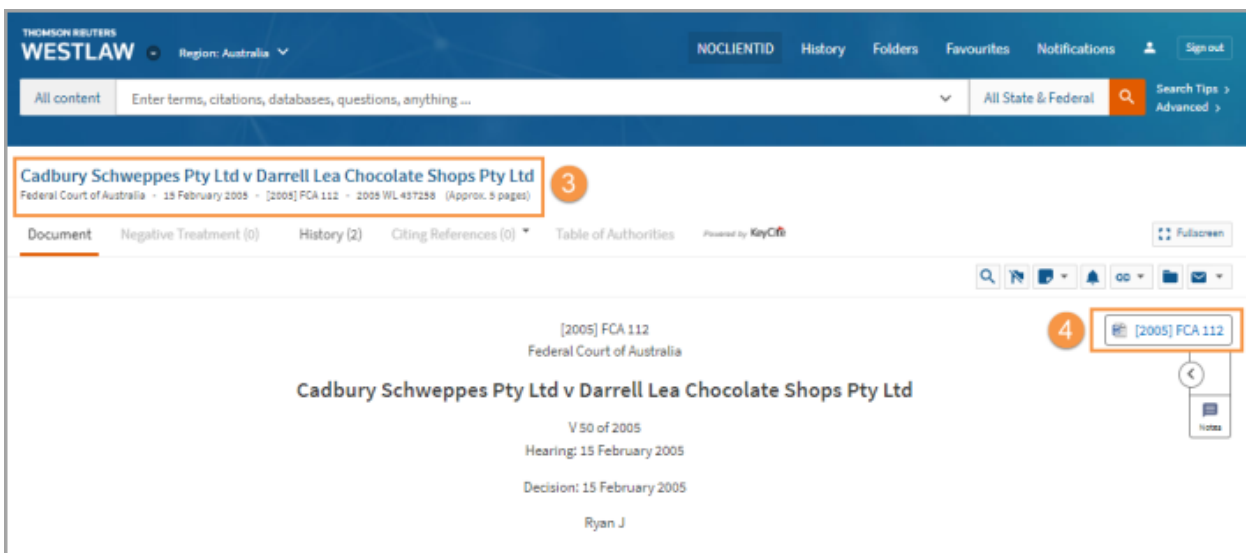 THOMSON REUTERS
WESTLAW Region: Australia NOCLIENTID History Folders Favourites Notifications Sign out
All content Enter terms, citations, databases, questions, anything ... All State & Federal Search Tips >
Advanced >
Cadbury Schweppes Pty Ltd v Darrell Lea Chocolate Shops Pty Ltd 3
Federal Court of Australia - 15 February 2005 - [2005] FCA 112 - 2005 WL 437258 (Approx. 5 pages)
Document Negative Treatment (0) History (2) Citing References (0) Table of Authorities Powered by KeyCite Fullscreen
[2005] FCA 112 4 [2005] FCA 112
Federal Court of Australia
Cadbury Schweppes Pty Ltd v Darrell Lea Chocolate Shops Pty Ltd
V 50 of 2005
Notes
Hearing: 15 February 2005
Decision: 15 February 2005
Ryan J